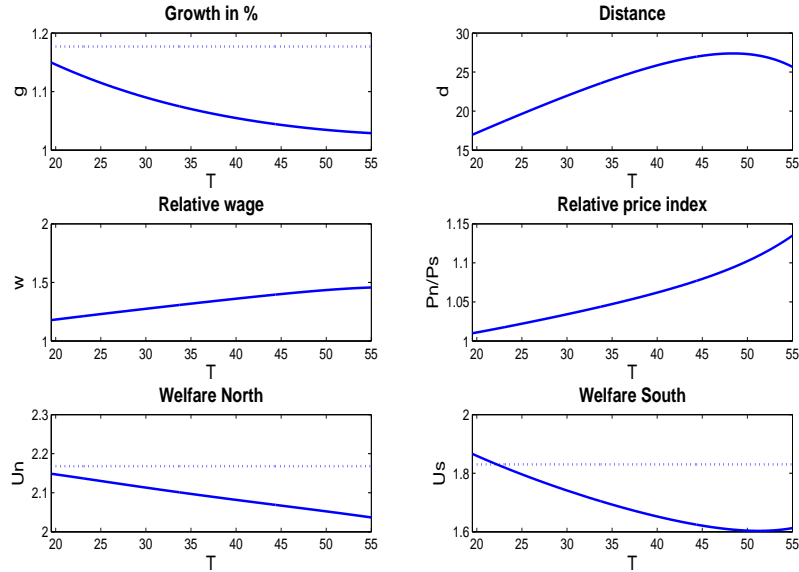 Growth in %
1.2
1.1
1
g
20 25 30 35 40 45 50 55
T
Distance
30
25
20
15
d
20 25 30 35 40 45 50 55
T
Relative wage
2
1.5
1
w
20 25 30 35 40 45 50 55
T
Relative price index
1.15
1.1
1.05
1
Pn/Ps
20 25 30 35 40 45 50 55
T
Welfare North
2.3
2.2
2.1
2
Un
20 25 30 35 40 45 50 55
T
Welfare South
2
1.8
1.6
Us
20 25 30 35 40 45 50 55
T